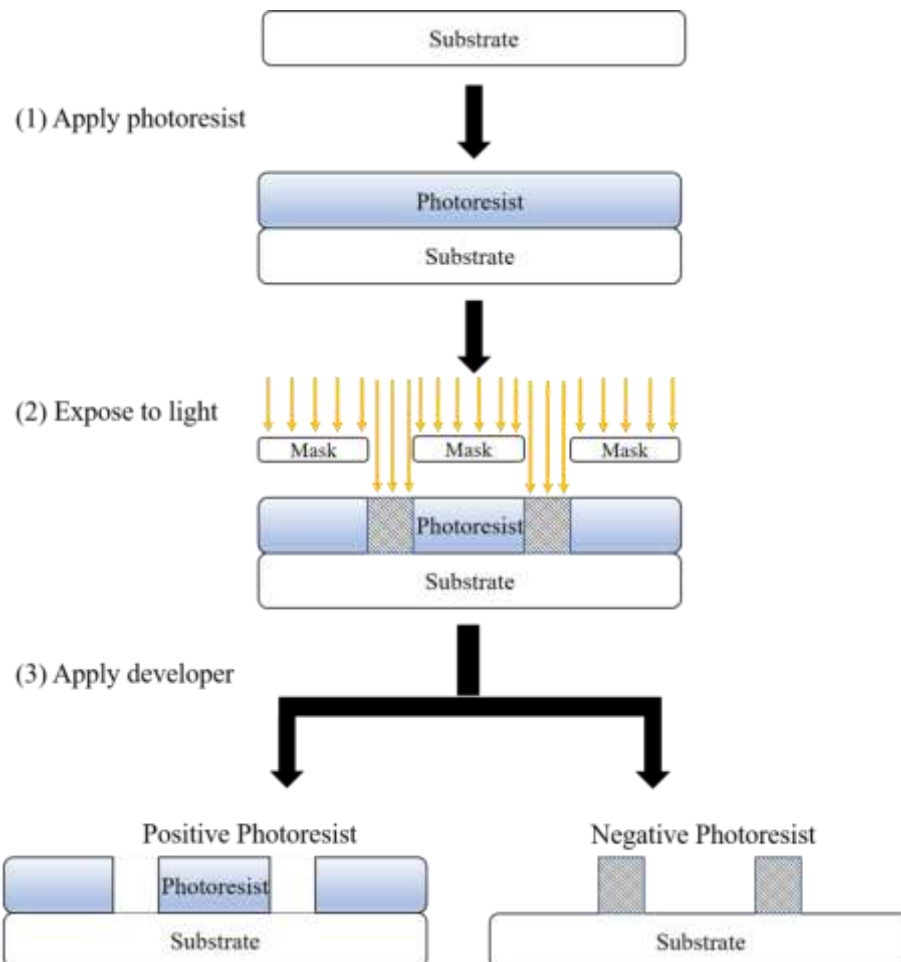 Substrate
(1) Apply photoresist
Photoresist
Substrate
(2) Expose to light
Mask Mask Mask
Photoresist
Substrate
(3) Apply developer
Positive Photoresist Negative Photoresist
Photoresist
Substrate Substrate